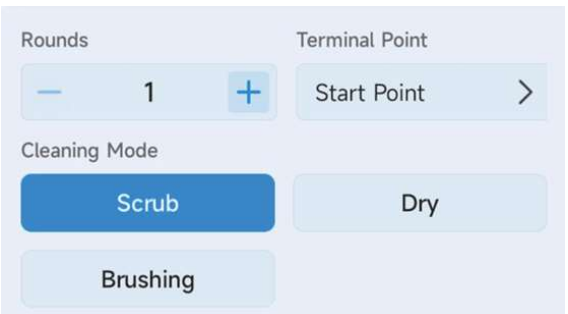 Rounds
Terminal Point
1
Start Point
Cleaning Mode
Scrub
Dry
Brushing